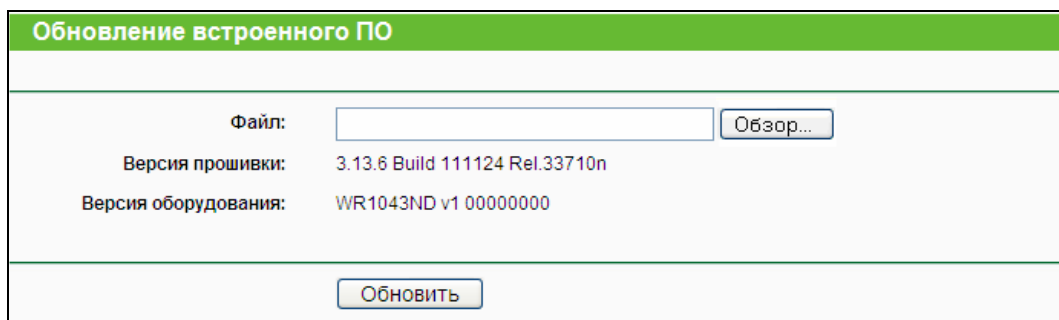 Обновление встроенного ПО
Файл: Обзор...
Версия прошивки: 3.13.6 Build 111124 Rel.33710n
Версия оборудования: WR1043ND v1 00000000
Обновить